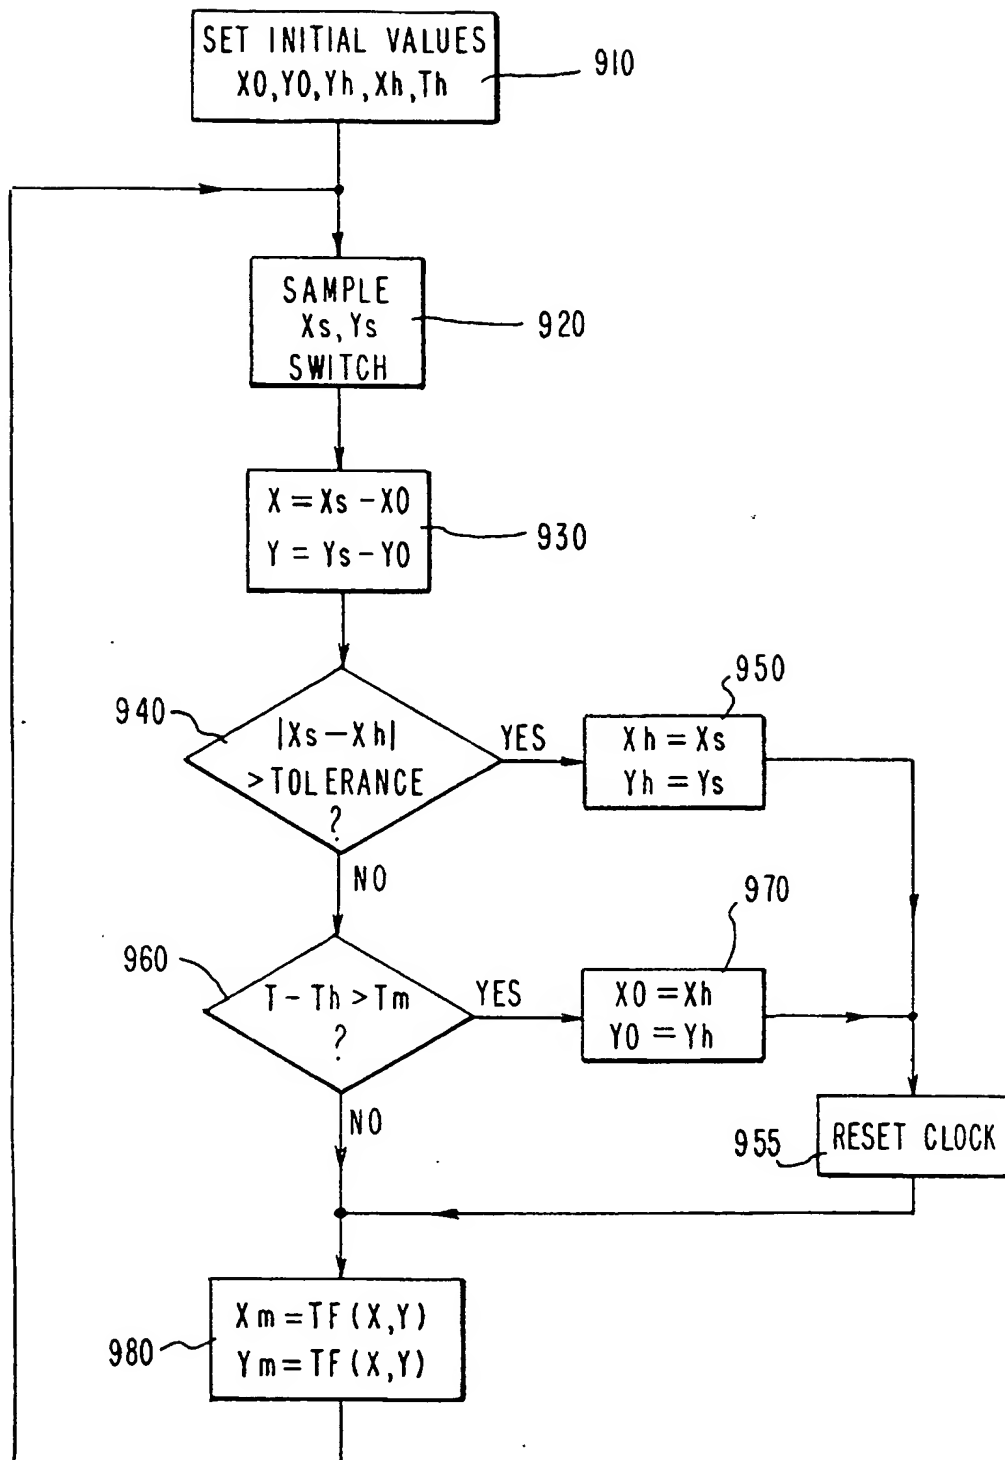 SET INITIAL VALUES
X0,Y0,Yh,Xh,Th
910
SAMPLE
Xs,Ys
SWITCH
920
X = Xs - X0
Y = Ys - Y0
930
940
|Xs - Xh|
> TOLERANCE
?
YES
NO
950
Xh = Xs
Yh = Ys
960
T - Th > Tm
?
YES
NO
970
X0 = Xh
Y0 = Yh
955
RESET CLOCK
980
Xm = TF(X,Y)
Ym = TF(X,Y)